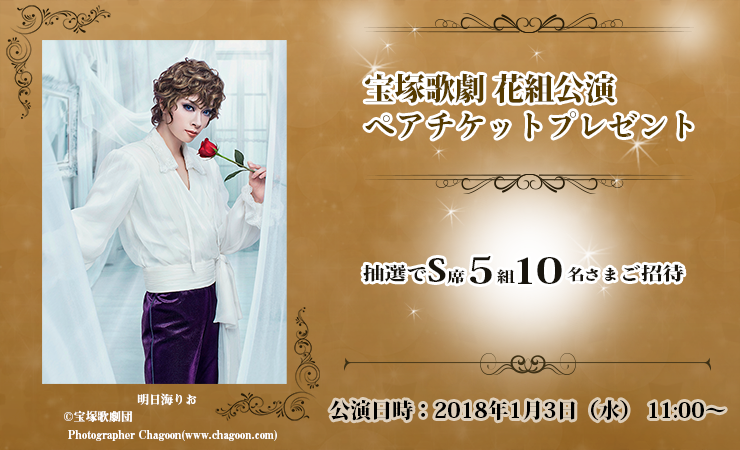 宝塚歌劇 花組公演
ペアチケットプレゼント
抽選でS席5組10名さまご招待
公演日時：2018年1月3日（水） 11:00～
明日海りお
©宝塚歌劇団
Photographer Chagoon(www.chagoon.com)